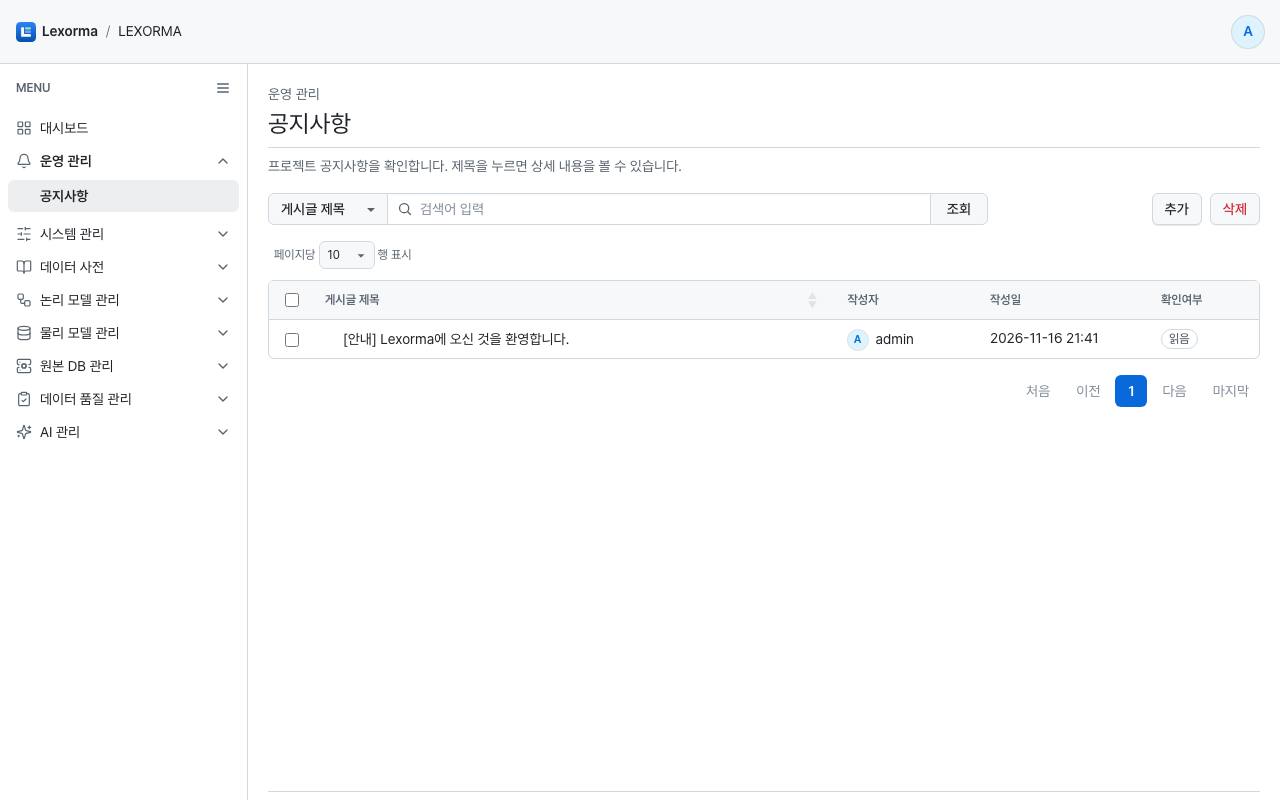 Lexorma / LEXORMA
A
MENU
대시보드
운영 관리
공지사항
시스템 관리
데이터 사전
논리 모델 관리
물리 모델 관리
원본 DB 관리
데이터 품질 관리
AI 관리
운영 관리
공지사항
프로젝트 공지사항을 확인합니다. 제목을 누르면 상세 내용을 볼 수 있습니다.
게시글 제목 검색어 입력 조회 추가 삭제
페이지당 10 행 표시
게시글 제목 작성자 작성일 확인여부
[안내] Lexorma에 오신 것을 환영합니다. A admin 2026-11-16 21:41 읽음
처음 이전 1 다음 마지막